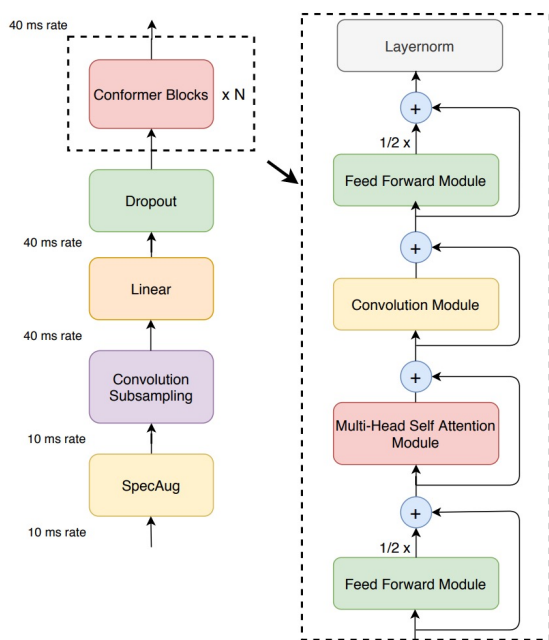 40 ms rate
Conformer Blocks
x N
Dropout
40 ms rate
Linear
40 ms rate
Convolution
Subsampling
10 ms rate
SpecAug
10 ms rate
Layernorm
+
1/2 x
Feed Forward Module
+
Convolution Module
+
Multi-Head Self Attention
Module
+
1/2 x
Feed Forward Module